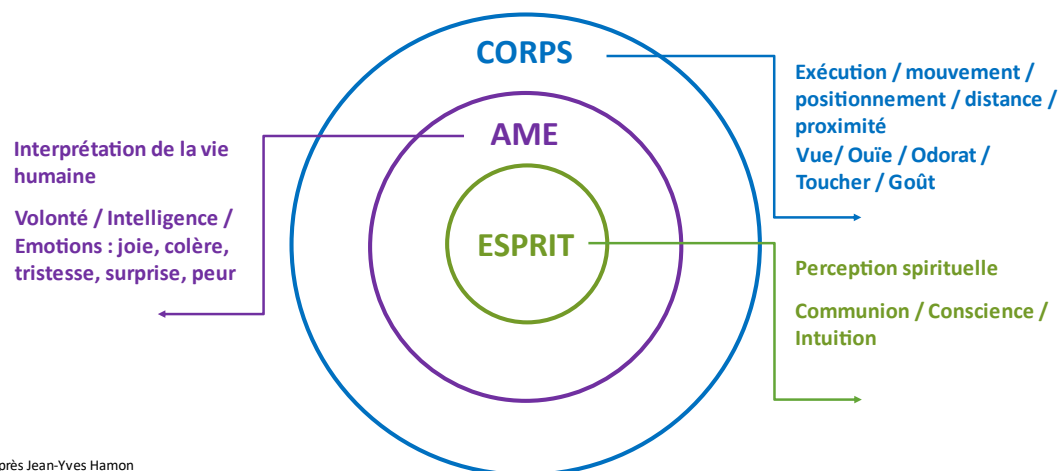 CORPS
Exécution / mouvement /
positionnement / distance /
proximité
Vue/ Ouïe / Odorat /
Toucher / Goût
AME
Interprétation de la vie
humaine
Volonté / Intelligence /
Emotions : joie, colère,
tristesse, surprise, peur
ESPRIT
Perception spirituelle
Communion / Conscience /
Intuition
près Jean-Yves Hamon